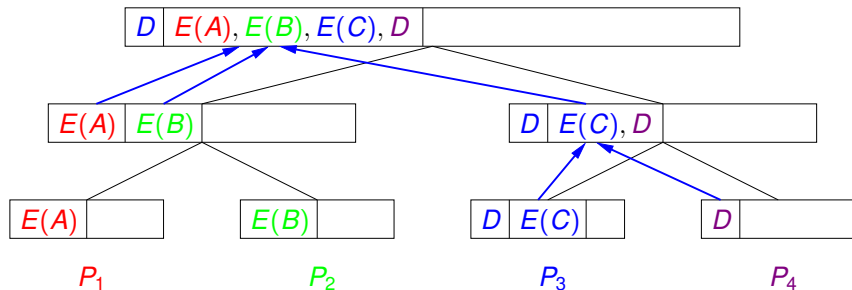 D E(A), E(B), E(C), D
E(A) E(B) D E(C), D
E(A) E(B) D E(C) D
P1 P2 P3 P4